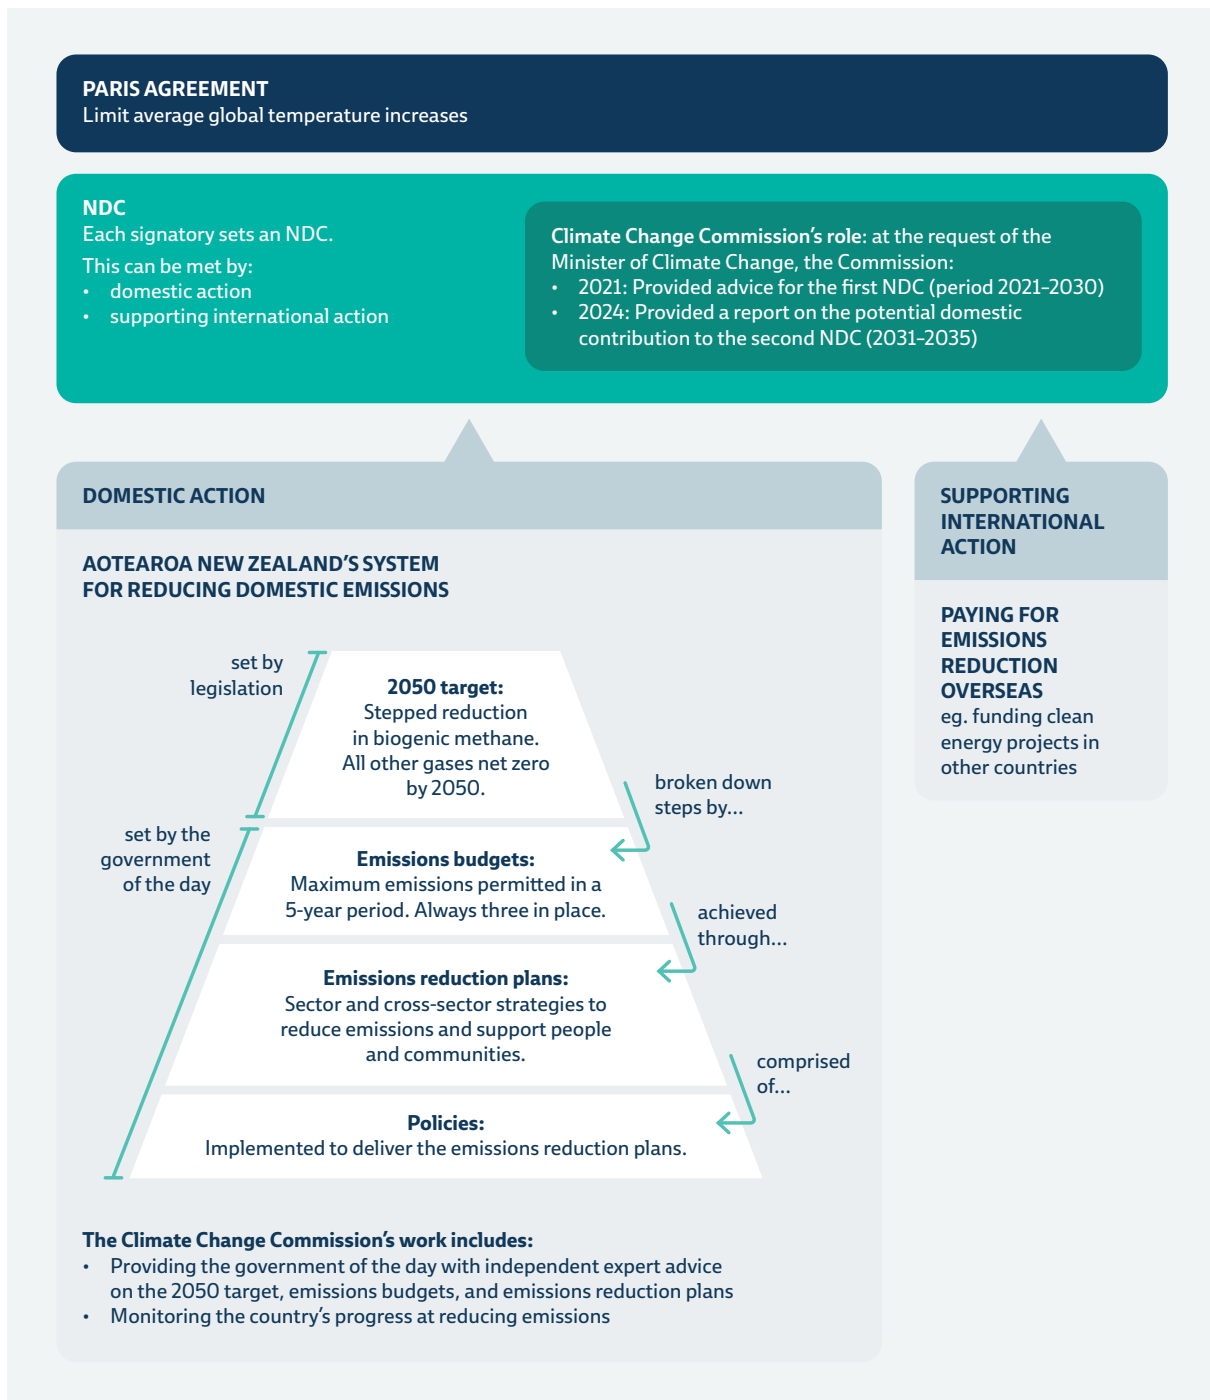 PARIS AGREEMENT
Limit average global temperature increases
NDC
Each signatory sets an NDC.
This can be met by:
• domestic action
• supporting international action
Climate Change Commission's role: at the request of the
Minister of Climate Change, the Commission:
• 2021: Provided advice for the first NDC (period 2021–2030)
• 2024: Provided a report on the potential domestic
contribution to the second NDC (2031–2035)
DOMESTIC ACTION
AOTEAROA NEW ZEALAND'S SYSTEM
FOR REDUCING DOMESTIC EMISSIONS
set by
legislation
2050 target:
Stepped reduction
in biogenic methane.
All other gases net zero
by 2050.
broken down
steps by...
set by the
government
of the day
Emissions budgets:
Maximum emissions permitted in a
5-year period. Always three in place.
achieved
through...
Emissions reduction plans:
Sector and cross-sector strategies to
reduce emissions and support people
and communities.
comprised
of...
Policies:
Implemented to deliver the emissions reduction plans.
The Climate Change Commission's work includes:
• Providing the government of the day with independent expert advice
on the 2050 target, emissions budgets, and emissions reduction plans
• Monitoring the country's progress at reducing emissions
SUPPORTING
INTERNATIONAL
ACTION
PAYING FOR
EMISSIONS
REDUCTION
OVERSEAS
eg. funding clean
energy projects in
other countries